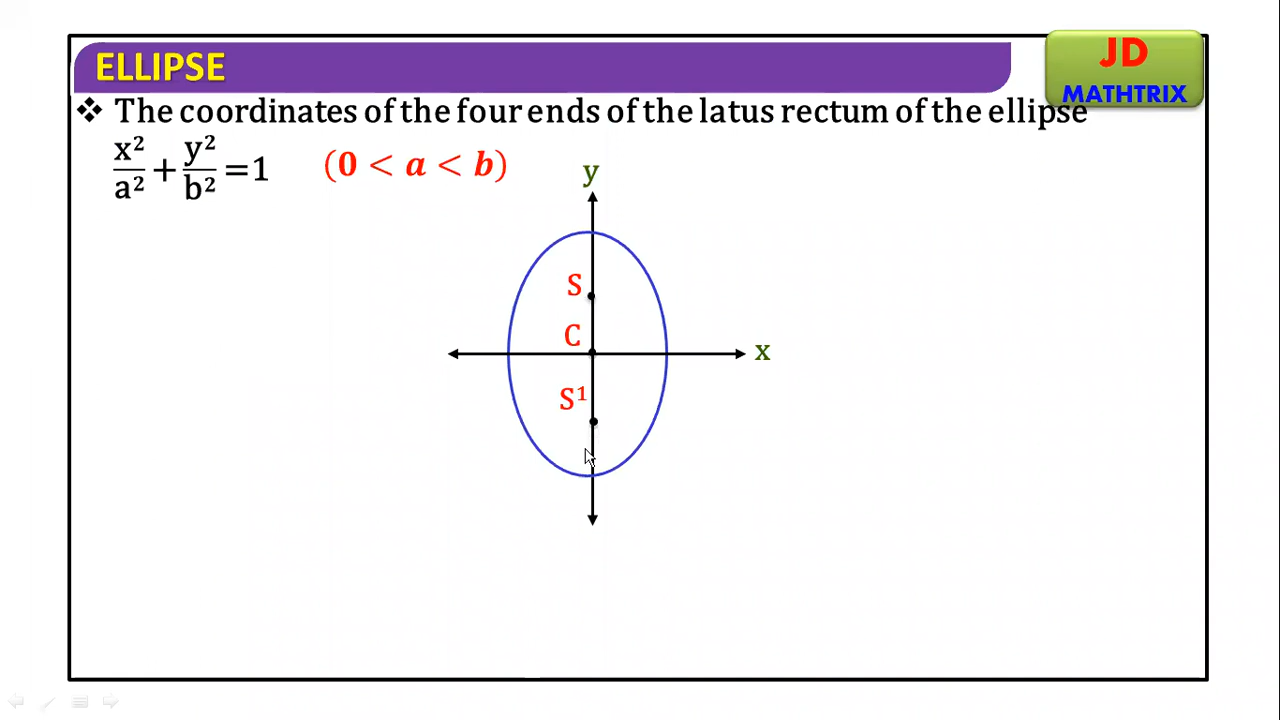 ELLIPSE
JD
MATHTRIX
❖ The coordinates of the four ends of the latus rectum of the ellipse
x²/a² + y²/b² = 1 (0 < a < b)
y
S
C
x
S¹